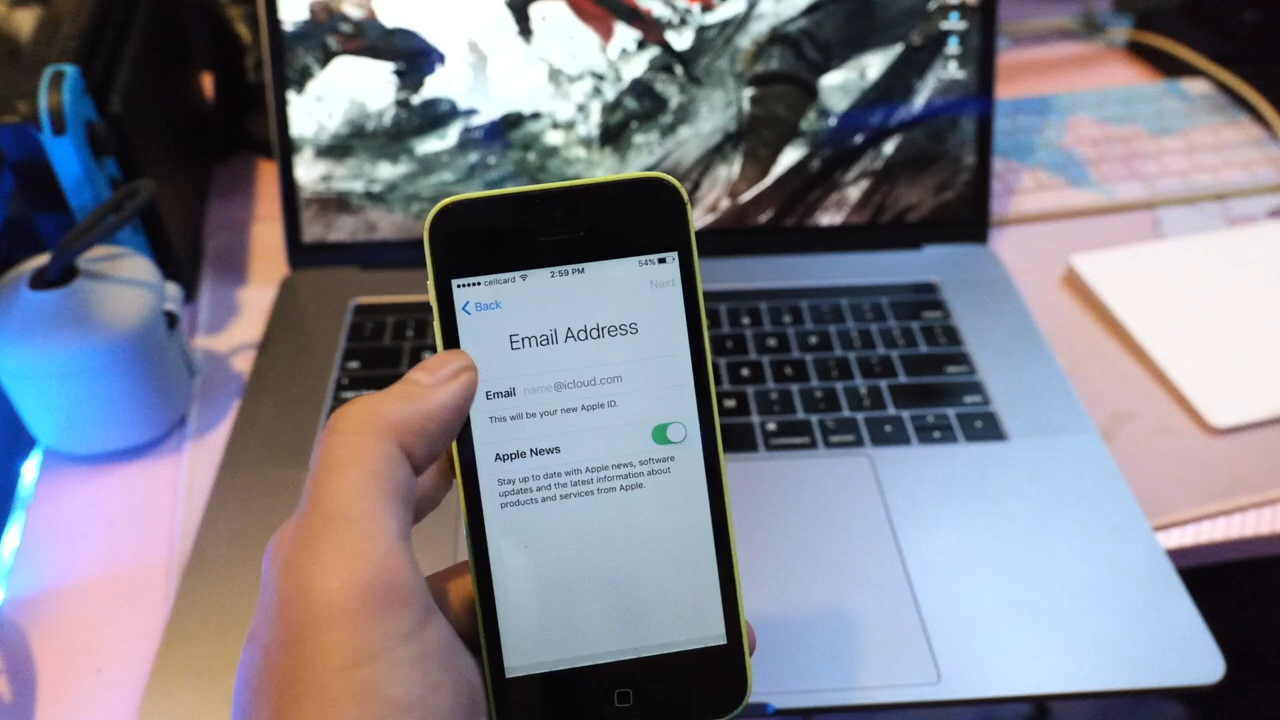 cellcard 2:59 PM 54%
Back Next
Email Address
Email name@icloud.com
This will be your new Apple ID.
Apple News
Stay up to date with Apple news, software
updates and the latest information about
products and services from Apple.